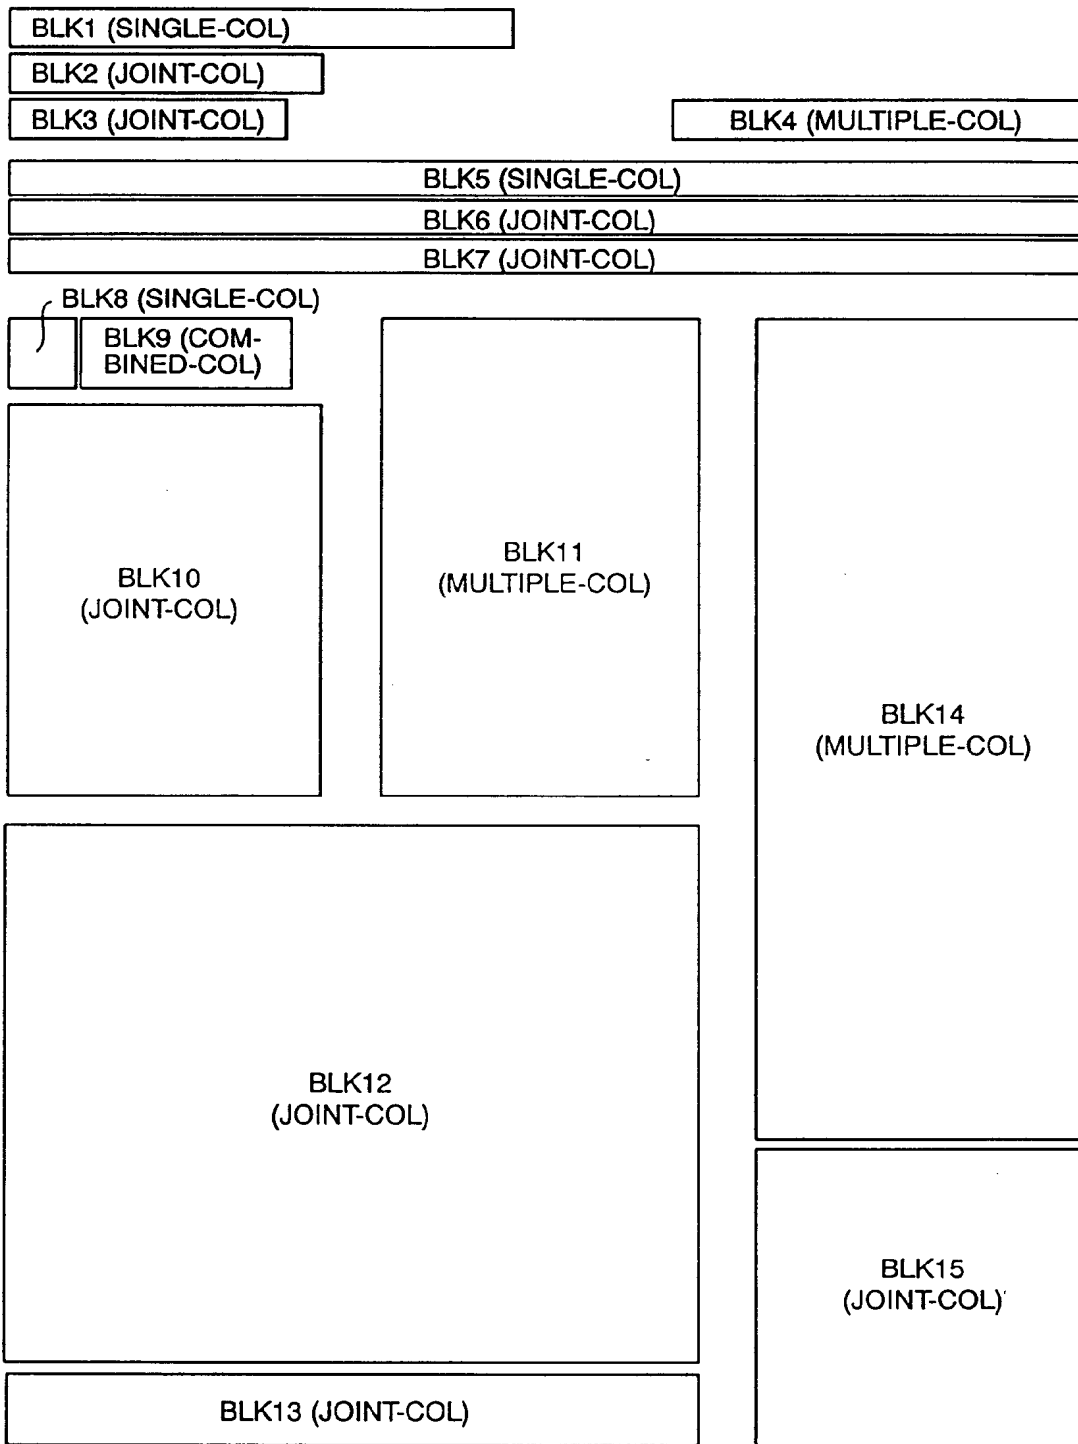 BLK1 (SINGLE-COL)
BLK2 (JOINT-COL)
BLK3 (JOINT-COL)
BLK4 (MULTIPLE-COL)
BLK5 (SINGLE-COL)
BLK6 (JOINT-COL)
BLK7 (JOINT-COL)
BLK8 (SINGLE-COL)
BLK9 (COM-
BINED-COL)
BLK10
(JOINT-COL)
BLK11
(MULTIPLE-COL)
BLK12
(JOINT-COL)
BLK13 (JOINT-COL)
BLK14
(MULTIPLE-COL)
BLK15
(JOINT-COL)